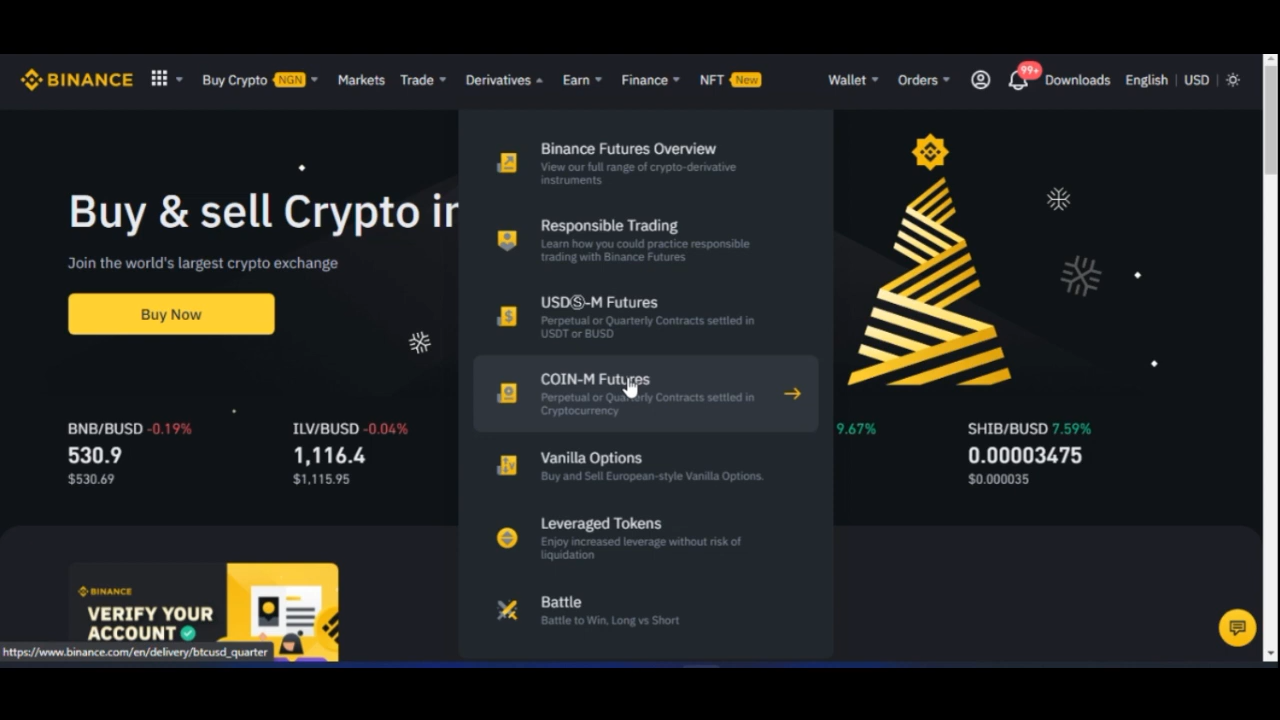 BINANCE
Buy Crypto NGN
Markets
Trade
Derivatives
Earn
Finance
NFT New
Wallet
Orders
99+
Downloads
English
USD
Buy & sell Crypto in
Join the world's largest crypto exchange
Buy Now
Binance Futures Overview
View our full range of crypto-derivative
instruments
Responsible Trading
Learn how you could practice responsible
trading with Binance Futures
USDⓈ-M Futures
Perpetual or Quarterly Contracts settled in
USDT or BUSD
COIN-M Futures
Perpetual or Quarterly Contracts settled in
Cryptocurrency
Vanilla Options
Buy and Sell European-style Vanilla Options.
Leveraged Tokens
Enjoy increased leverage without risk of
liquidation
Battle
Battle to Win, Long vs Short
BNB/BUSD -0.19%
530.9
$530.69
ILV/BUSD -0.04%
1,116.4
$1,115.95
9.67%
SHIB/BUSD 7.59%
0.00003475
$0.000035
BINANCE
VERIFY YOUR
ACCOUNT
https://www.binance.com/en/delivery/btcusd_quarter